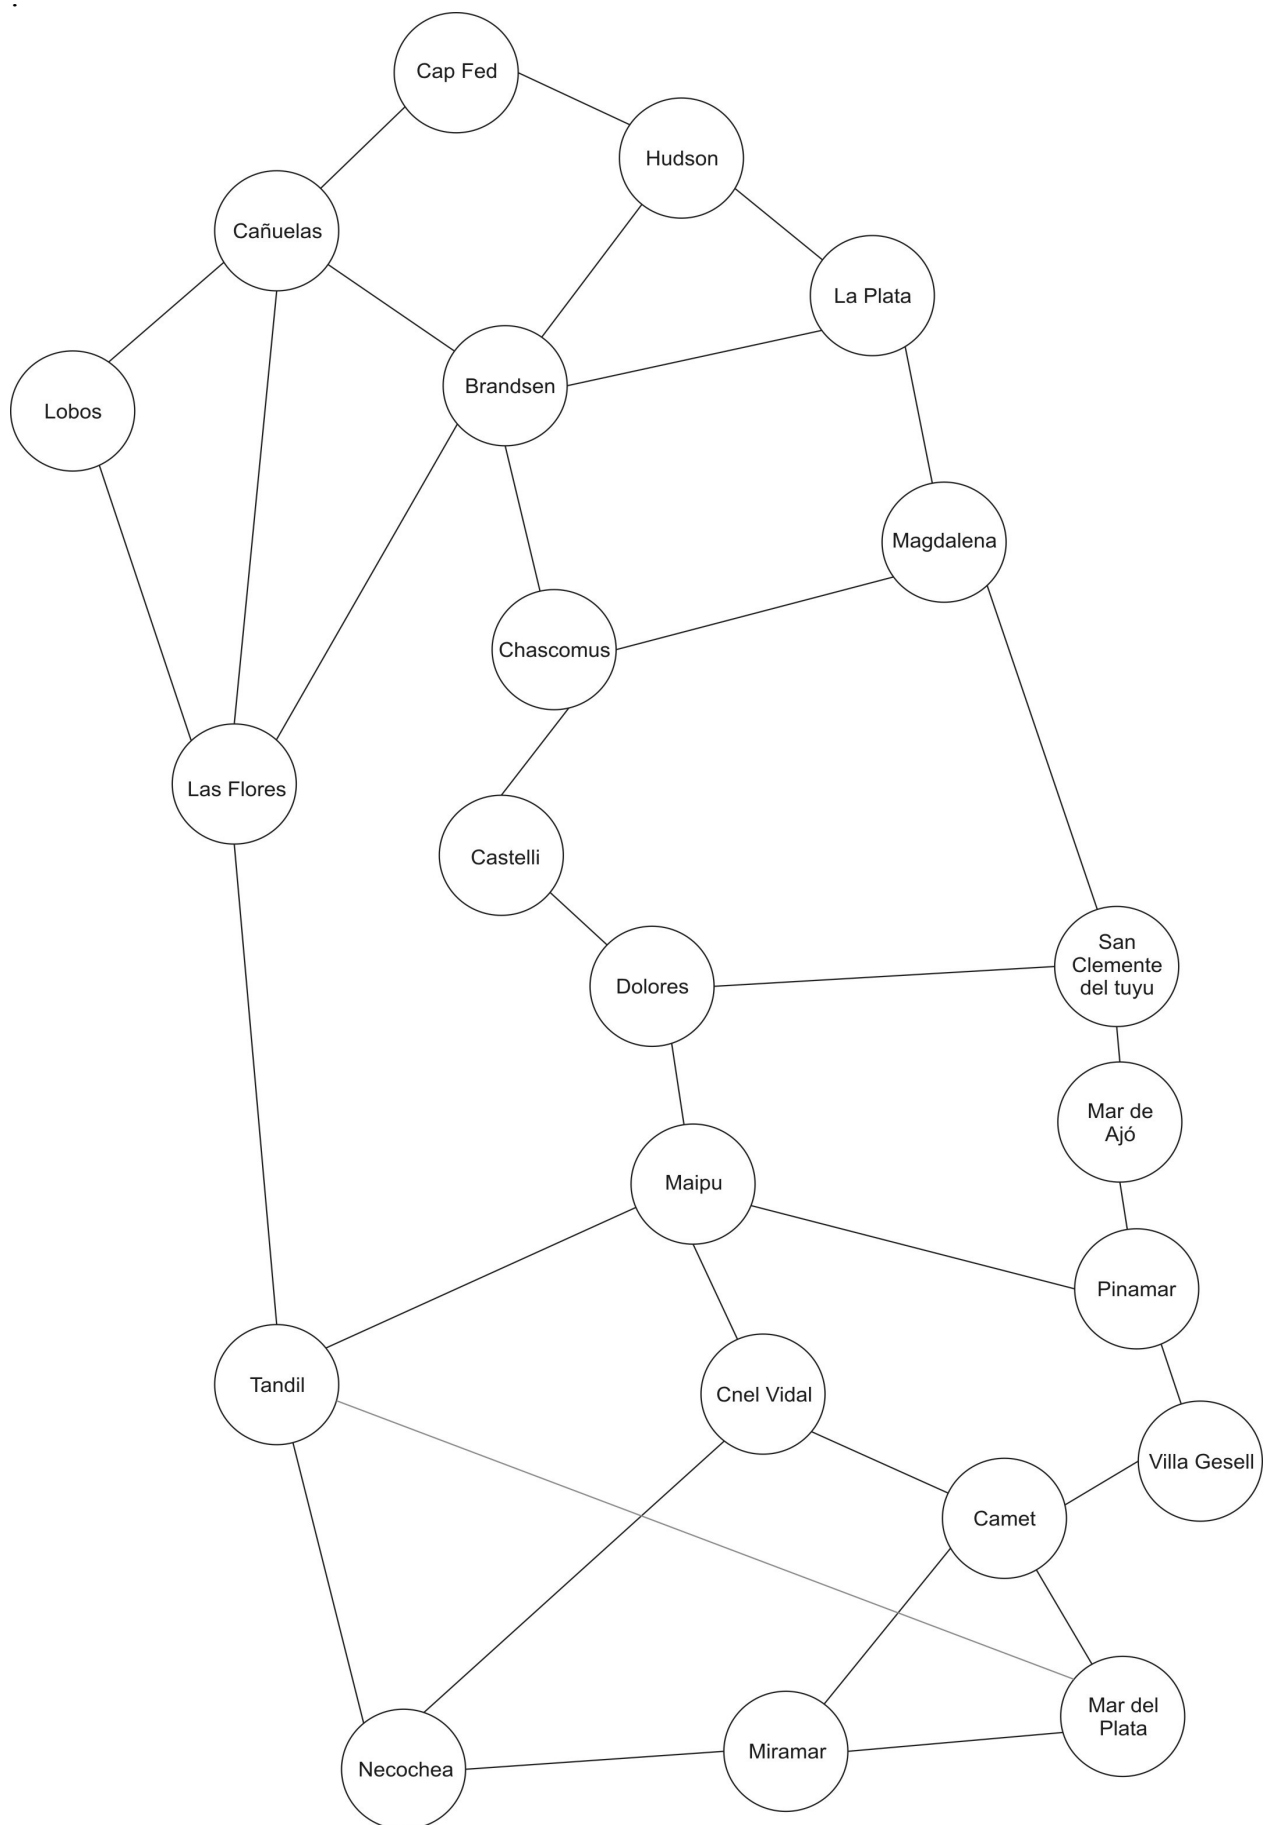 Cap Fed
Hudson
Cañuelas
La Plata
Brandsen
Lobos
Magdalena
Chascomus
Las Flores
Castelli
San
Clemente
del tuyu
Dolores
Mar de
Ajó
Maipu
Pinamar
Tandil
Cnel Vidal
Villa Gesell
Camet
Mar del
Plata
Miramar
Necochea